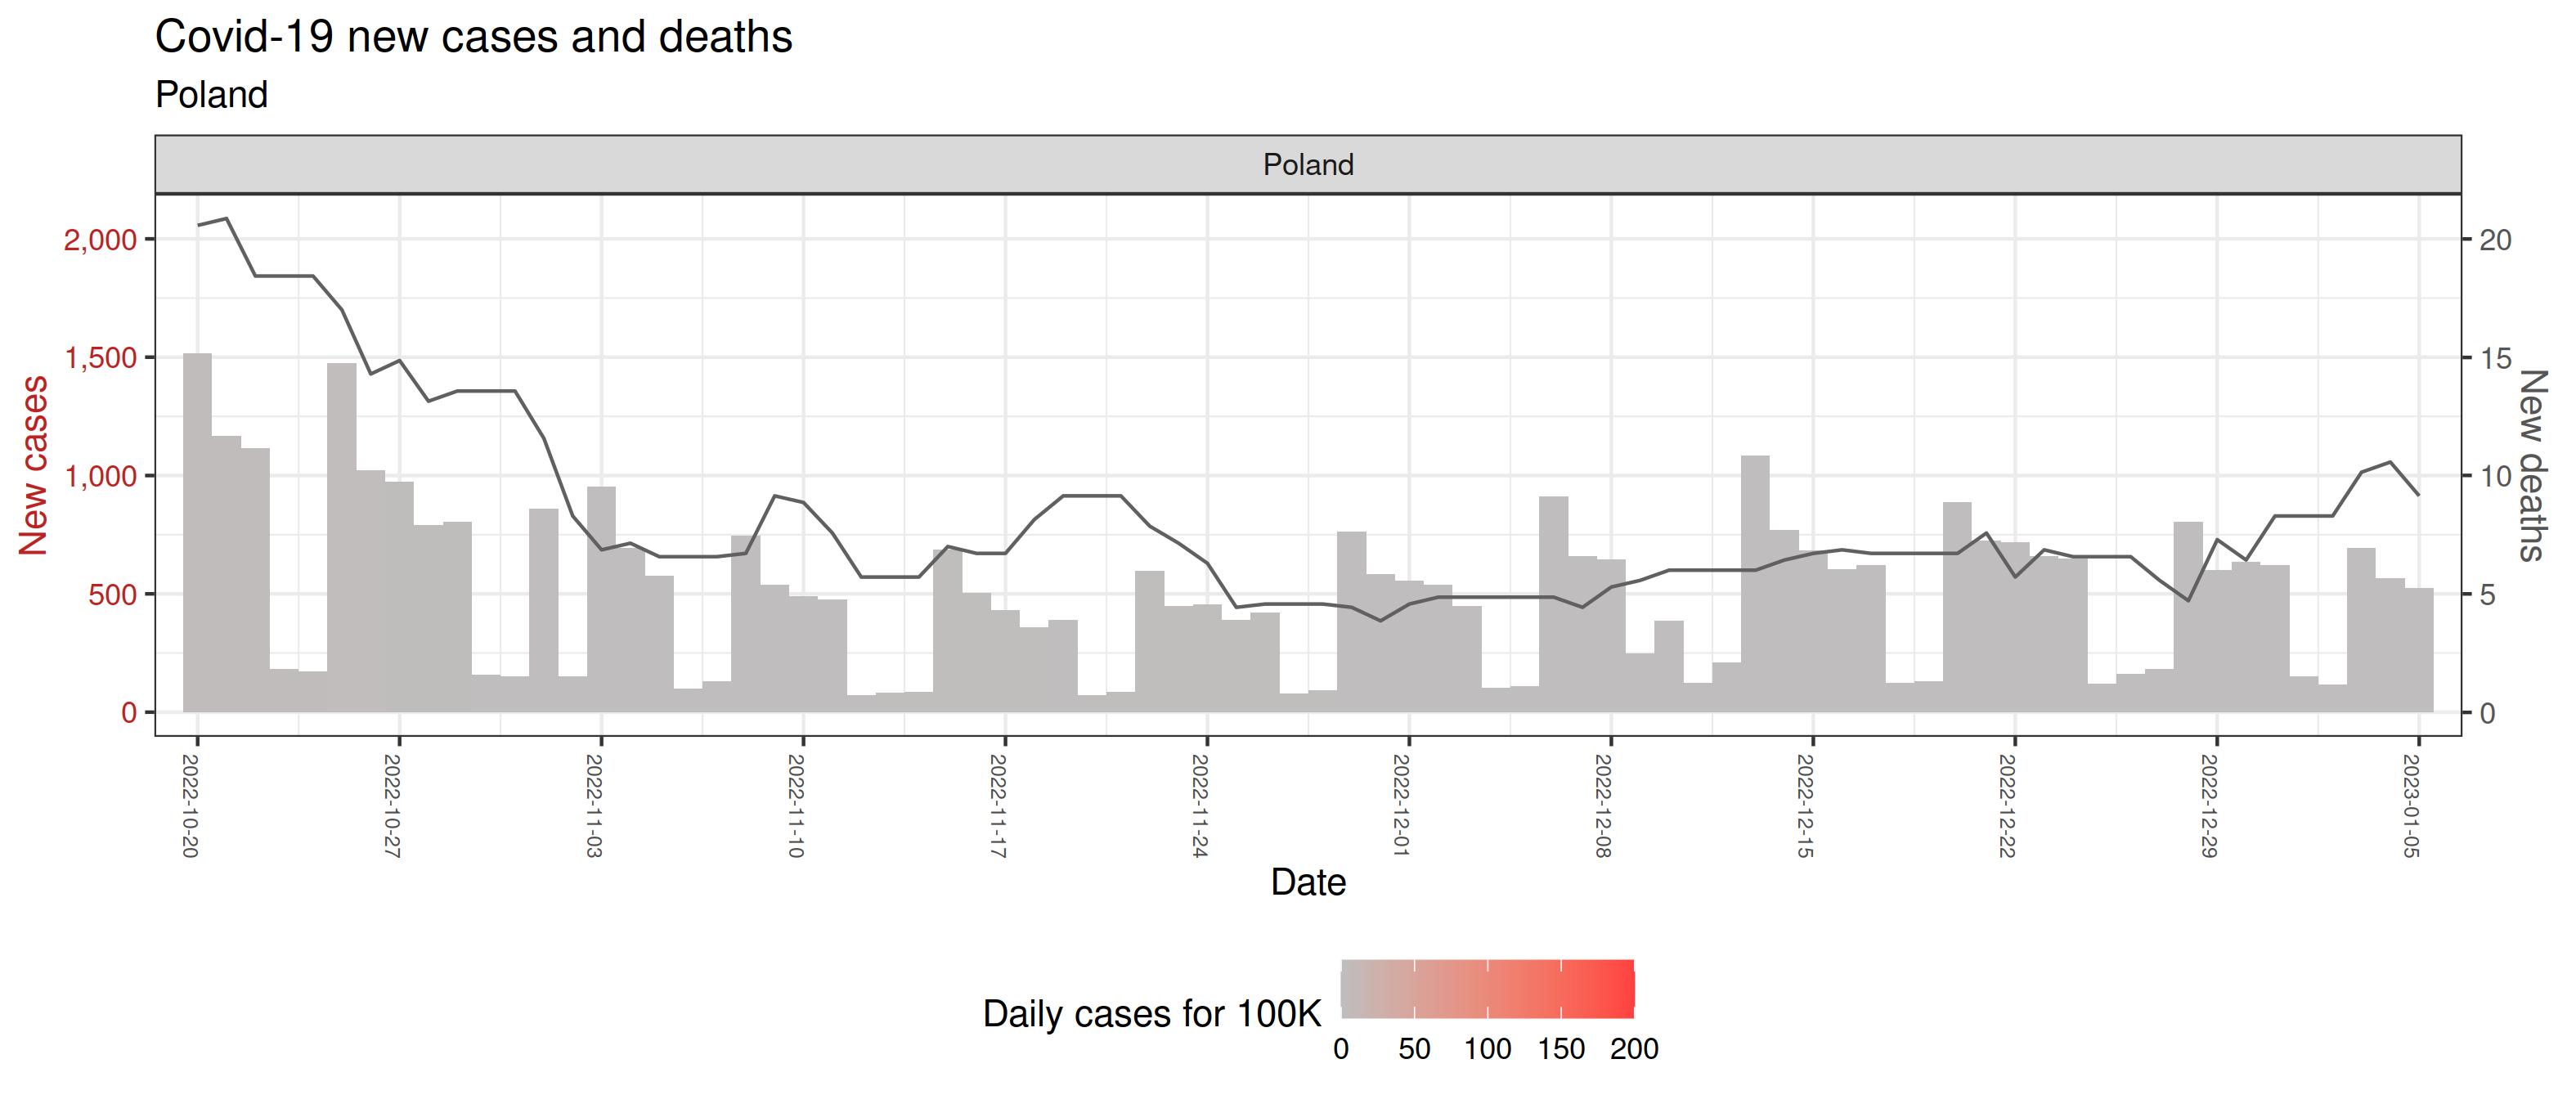 Covid-19 new cases and deaths
Poland
Poland
New cases
2,000
1,500
1,000
500
0
20
15
10
5
0
New deaths
2022-10-20
2022-10-27
2022-11-03
2022-11-10
2022-11-17
2022-11-24
2022-12-01
2022-12-08
2022-12-15
2022-12-22
2022-12-29
2023-01-05
Date
Daily cases for 100K
0 50 100 150 200